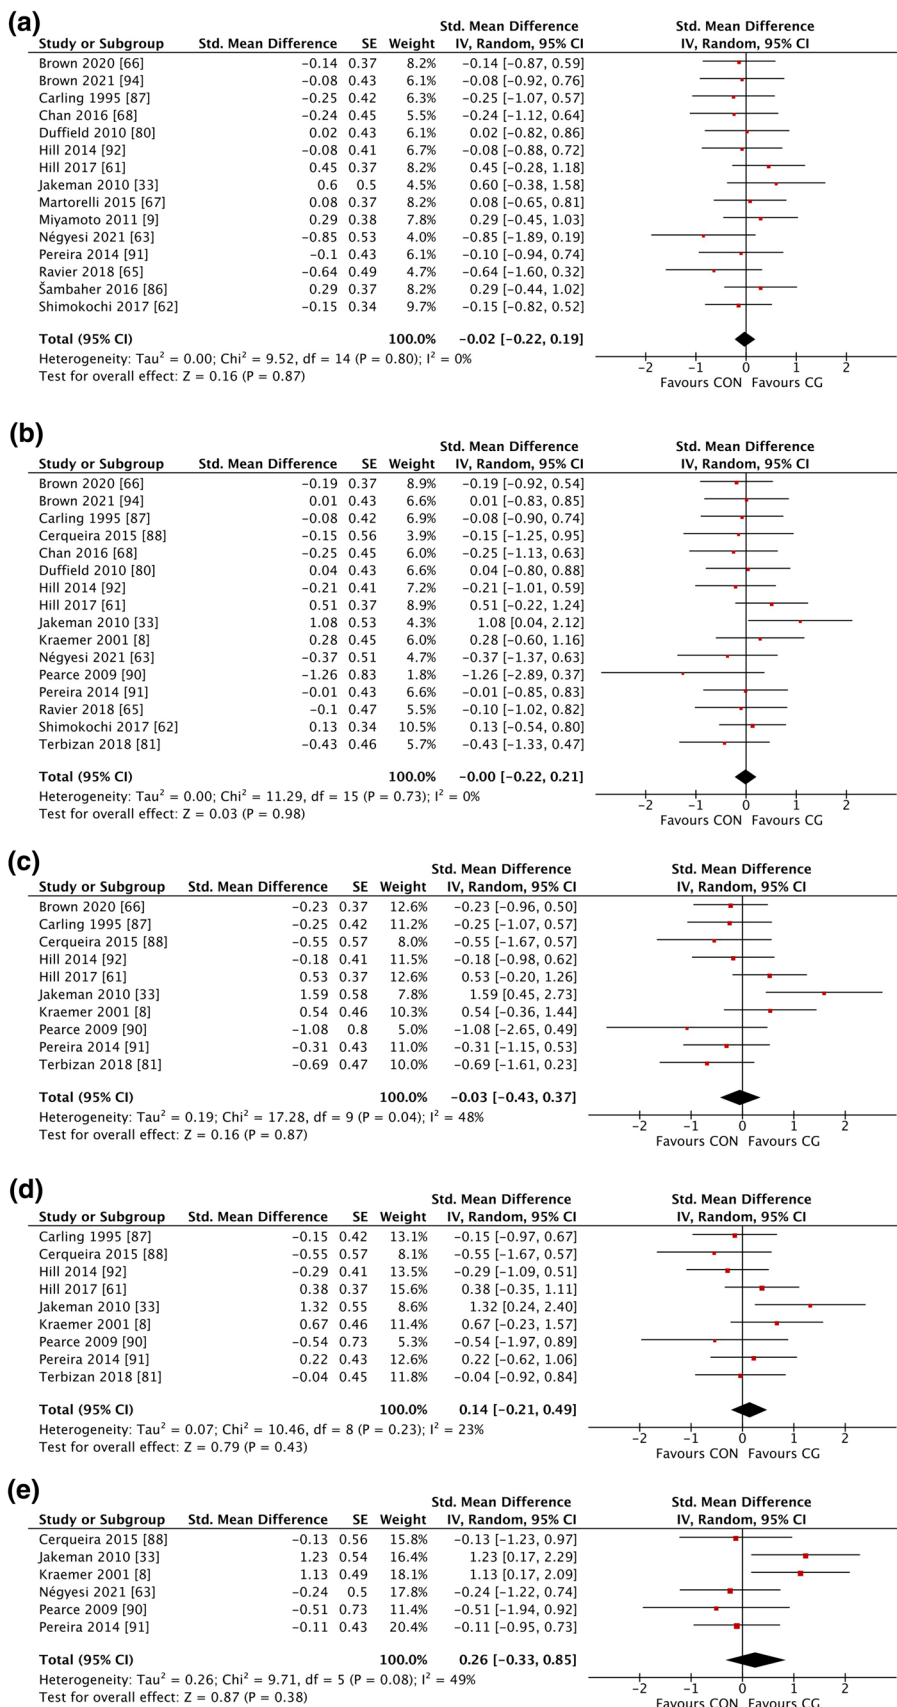 (a)
Std. Mean Difference Std. Mean Difference
Study or Subgroup Std. Mean Difference SE Weight IV, Random, 95% CI IV, Random, 95% CI
Brown 2020 [66] −0.14 0.37 8.2% −0.14 [−0.87, 0.59]
Brown 2021 [94] −0.08 0.43 6.1% −0.08 [−0.92, 0.76]
Carling 1995 [87] −0.25 0.42 6.3% −0.25 [−1.07, 0.57]
Chan 2016 [68] −0.24 0.45 5.5% −0.24 [−1.12, 0.64]
Duffield 2010 [80] 0.02 0.43 6.1% 0.02 [−0.82, 0.86]
Hill 2014 [92] −0.08 0.41 6.7% −0.08 [−0.88, 0.72]
Hill 2017 [61] 0.45 0.37 8.2% 0.45 [−0.28, 1.18]
Jakeman 2010 [33] 0.6 0.5 4.5% 0.60 [−0.38, 1.58]
Martorelli 2015 [67] 0.08 0.37 8.2% 0.08 [−0.65, 0.81]
Miyamoto 2011 [9] 0.29 0.38 7.8% 0.29 [−0.45, 1.03]
Négyesi 2021 [63] −0.85 0.53 4.0% −0.85 [−1.89, 0.19]
Pereira 2014 [91] −0.1 0.43 6.1% −0.10 [−0.94, 0.74]
Ravier 2018 [65] −0.64 0.49 4.7% −0.64 [−1.60, 0.32]
Šambaher 2016 [86] 0.29 0.37 8.2% 0.29 [−0.44, 1.02]
Shimokochi 2017 [62] −0.15 0.34 9.7% −0.15 [−0.82, 0.52]
Total (95% CI) 100.0% −0.02 [−0.22, 0.19]
Heterogeneity: Tau² = 0.00; Chi² = 9.52, df = 14 (P = 0.80); I² = 0%
Test for overall effect: Z = 0.16 (P = 0.87)
−2 −1 0 1 2
Favours CON Favours CG
(b)
Std. Mean Difference Std. Mean Difference
Study or Subgroup Std. Mean Difference SE Weight IV, Random, 95% CI IV, Random, 95% CI
Brown 2020 [66] −0.19 0.37 8.9% −0.19 [−0.92, 0.54]
Brown 2021 [94] 0.01 0.43 6.6% 0.01 [−0.83, 0.85]
Carling 1995 [87] −0.08 0.42 6.9% −0.08 [−0.90, 0.74]
Cerqueira 2015 [88] −0.15 0.56 3.9% −0.15 [−1.25, 0.95]
Chan 2016 [68] −0.25 0.45 6.0% −0.25 [−1.13, 0.63]
Duffield 2010 [80] 0.04 0.43 6.6% 0.04 [−0.80, 0.88]
Hill 2014 [92] −0.21 0.41 7.2% −0.21 [−1.01, 0.59]
Hill 2017 [61] 0.51 0.37 8.9% 0.51 [−0.22, 1.24]
Jakeman 2010 [33] 1.08 0.53 4.3% 1.08 [0.04, 2.12]
Kraemer 2001 [8] 0.28 0.45 6.0% 0.28 [−0.60, 1.16]
Négyesi 2021 [63] −0.37 0.51 4.7% −0.37 [−1.37, 0.63]
Pearce 2009 [90] −1.26 0.83 1.8% −1.26 [−2.89, 0.37]
Pereira 2014 [91] −0.01 0.43 6.6% −0.01 [−0.85, 0.83]
Ravier 2018 [65] −0.1 0.47 5.5% −0.10 [−1.02, 0.82]
Shimokochi 2017 [62] 0.13 0.34 10.5% 0.13 [−0.54, 0.80]
Terbizan 2018 [81] −0.43 0.46 5.7% −0.43 [−1.33, 0.47]
Total (95% CI) 100.0% −0.00 [−0.22, 0.21]
Heterogeneity: Tau² = 0.00; Chi² = 11.29, df = 15 (P = 0.73); I² = 0%
Test for overall effect: Z = 0.03 (P = 0.98)
−2 −1 0 1 2
Favours CON Favours CG
(c)
Std. Mean Difference Std. Mean Difference
Study or Subgroup Std. Mean Difference SE Weight IV, Random, 95% CI IV, Random, 95% CI
Brown 2020 [66] −0.23 0.37 12.6% −0.23 [−0.96, 0.50]
Carling 1995 [87] −0.25 0.42 11.2% −0.25 [−1.07, 0.57]
Cerqueira 2015 [88] −0.55 0.57 8.0% −0.55 [−1.67, 0.57]
Hill 2014 [92] −0.18 0.41 11.5% −0.18 [−0.98, 0.62]
Hill 2017 [61] 0.53 0.37 12.6% 0.53 [−0.20, 1.26]
Jakeman 2010 [33] 1.59 0.58 7.8% 1.59 [0.45, 2.73]
Kraemer 2001 [8] 0.54 0.46 10.3% 0.54 [−0.36, 1.44]
Pearce 2009 [90] −1.08 0.8 5.0% −1.08 [−2.65, 0.49]
Pereira 2014 [91] −0.31 0.43 11.0% −0.31 [−1.15, 0.53]
Terbizan 2018 [81] −0.69 0.47 10.0% −0.69 [−1.61, 0.23]
Total (95% CI) 100.0% −0.03 [−0.43, 0.37]
Heterogeneity: Tau² = 0.19; Chi² = 17.28, df = 9 (P = 0.04); I² = 48%
Test for overall effect: Z = 0.16 (P = 0.87)
−2 −1 0 1 2
Favours CON Favours CG
(d)
Std. Mean Difference Std. Mean Difference
Study or Subgroup Std. Mean Difference SE Weight IV, Random, 95% CI IV, Random, 95% CI
Carling 1995 [87] −0.15 0.42 13.1% −0.15 [−0.97, 0.67]
Cerqueira 2015 [88] −0.55 0.57 8.1% −0.55 [−1.67, 0.57]
Hill 2014 [92] −0.29 0.41 13.5% −0.29 [−1.09, 0.51]
Hill 2017 [61] 0.38 0.37 15.6% 0.38 [−0.35, 1.11]
Jakeman 2010 [33] 1.32 0.55 8.6% 1.32 [0.24, 2.40]
Kraemer 2001 [8] 0.67 0.46 11.4% 0.67 [−0.23, 1.57]
Pearce 2009 [90] −0.54 0.73 5.3% −0.54 [−1.97, 0.89]
Pereira 2014 [91] 0.22 0.43 12.6% 0.22 [−0.62, 1.06]
Terbizan 2018 [81] −0.04 0.45 11.8% −0.04 [−0.92, 0.84]
Total (95% CI) 100.0% 0.14 [−0.21, 0.49]
Heterogeneity: Tau² = 0.07; Chi² = 10.46, df = 8 (P = 0.23); I² = 23%
Test for overall effect: Z = 0.79 (P = 0.43)
−2 −1 0 1 2
Favours CON Favours CG
(e)
Std. Mean Difference Std. Mean Difference
Study or Subgroup Std. Mean Difference SE Weight IV, Random, 95% CI IV, Random, 95% CI
Cerqueira 2015 [88] −0.13 0.56 15.8% −0.13 [−1.23, 0.97]
Jakeman 2010 [33] 1.23 0.54 16.4% 1.23 [0.17, 2.29]
Kraemer 2001 [8] 1.13 0.49 18.1% 1.13 [0.17, 2.09]
Négyesi 2021 [63] −0.24 0.5 17.8% −0.24 [−1.22, 0.74]
Pearce 2009 [90] −0.51 0.73 11.4% −0.51 [−1.94, 0.92]
Pereira 2014 [91] −0.11 0.43 20.4% −0.11 [−0.95, 0.73]
Total (95% CI) 100.0% 0.26 [−0.33, 0.85]
Heterogeneity: Tau² = 0.26; Chi² = 9.71, df = 5 (P = 0.08); I² = 49%
Test for overall effect: Z = 0.87 (P = 0.38)
−2 −1 0 1 2
Favours CON Favours CG